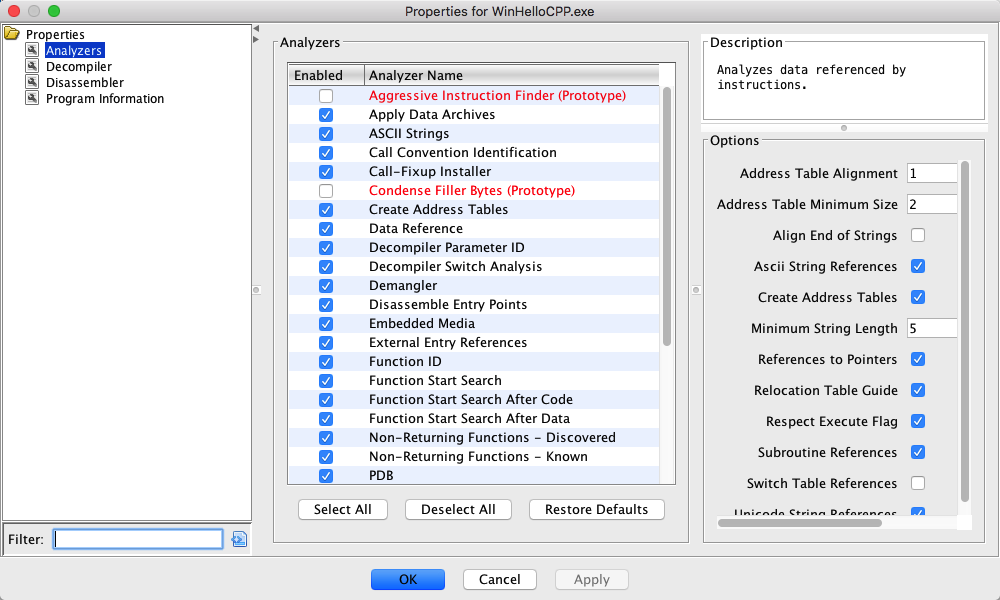 Properties for WinHelloCPP.exe
Properties
Analyzers
Decompiler
Disassembler
Program Information
Filter:
Analyzers
Enabled Analyzer Name
Aggressive Instruction Finder (Prototype)
Apply Data Archives
ASCII Strings
Call Convention Identification
Call-Fixup Installer
Condense Filler Bytes (Prototype)
Create Address Tables
Data Reference
Decompiler Parameter ID
Decompiler Switch Analysis
Demangler
Disassemble Entry Points
Embedded Media
External Entry References
Function ID
Function Start Search
Function Start Search After Code
Function Start Search After Data
Non-Returning Functions - Discovered
Non-Returning Functions - Known
PDB
Select All Deselect All Restore Defaults
Description
Analyzes data referenced by
instructions.
Options
Address Table Alignment 1
Address Table Minimum Size 2
Align End of Strings
Ascii String References
Create Address Tables
Minimum String Length 5
References to Pointers
Relocation Table Guide
Respect Execute Flag
Subroutine References
Switch Table References
Unicode String References
OK Cancel Apply